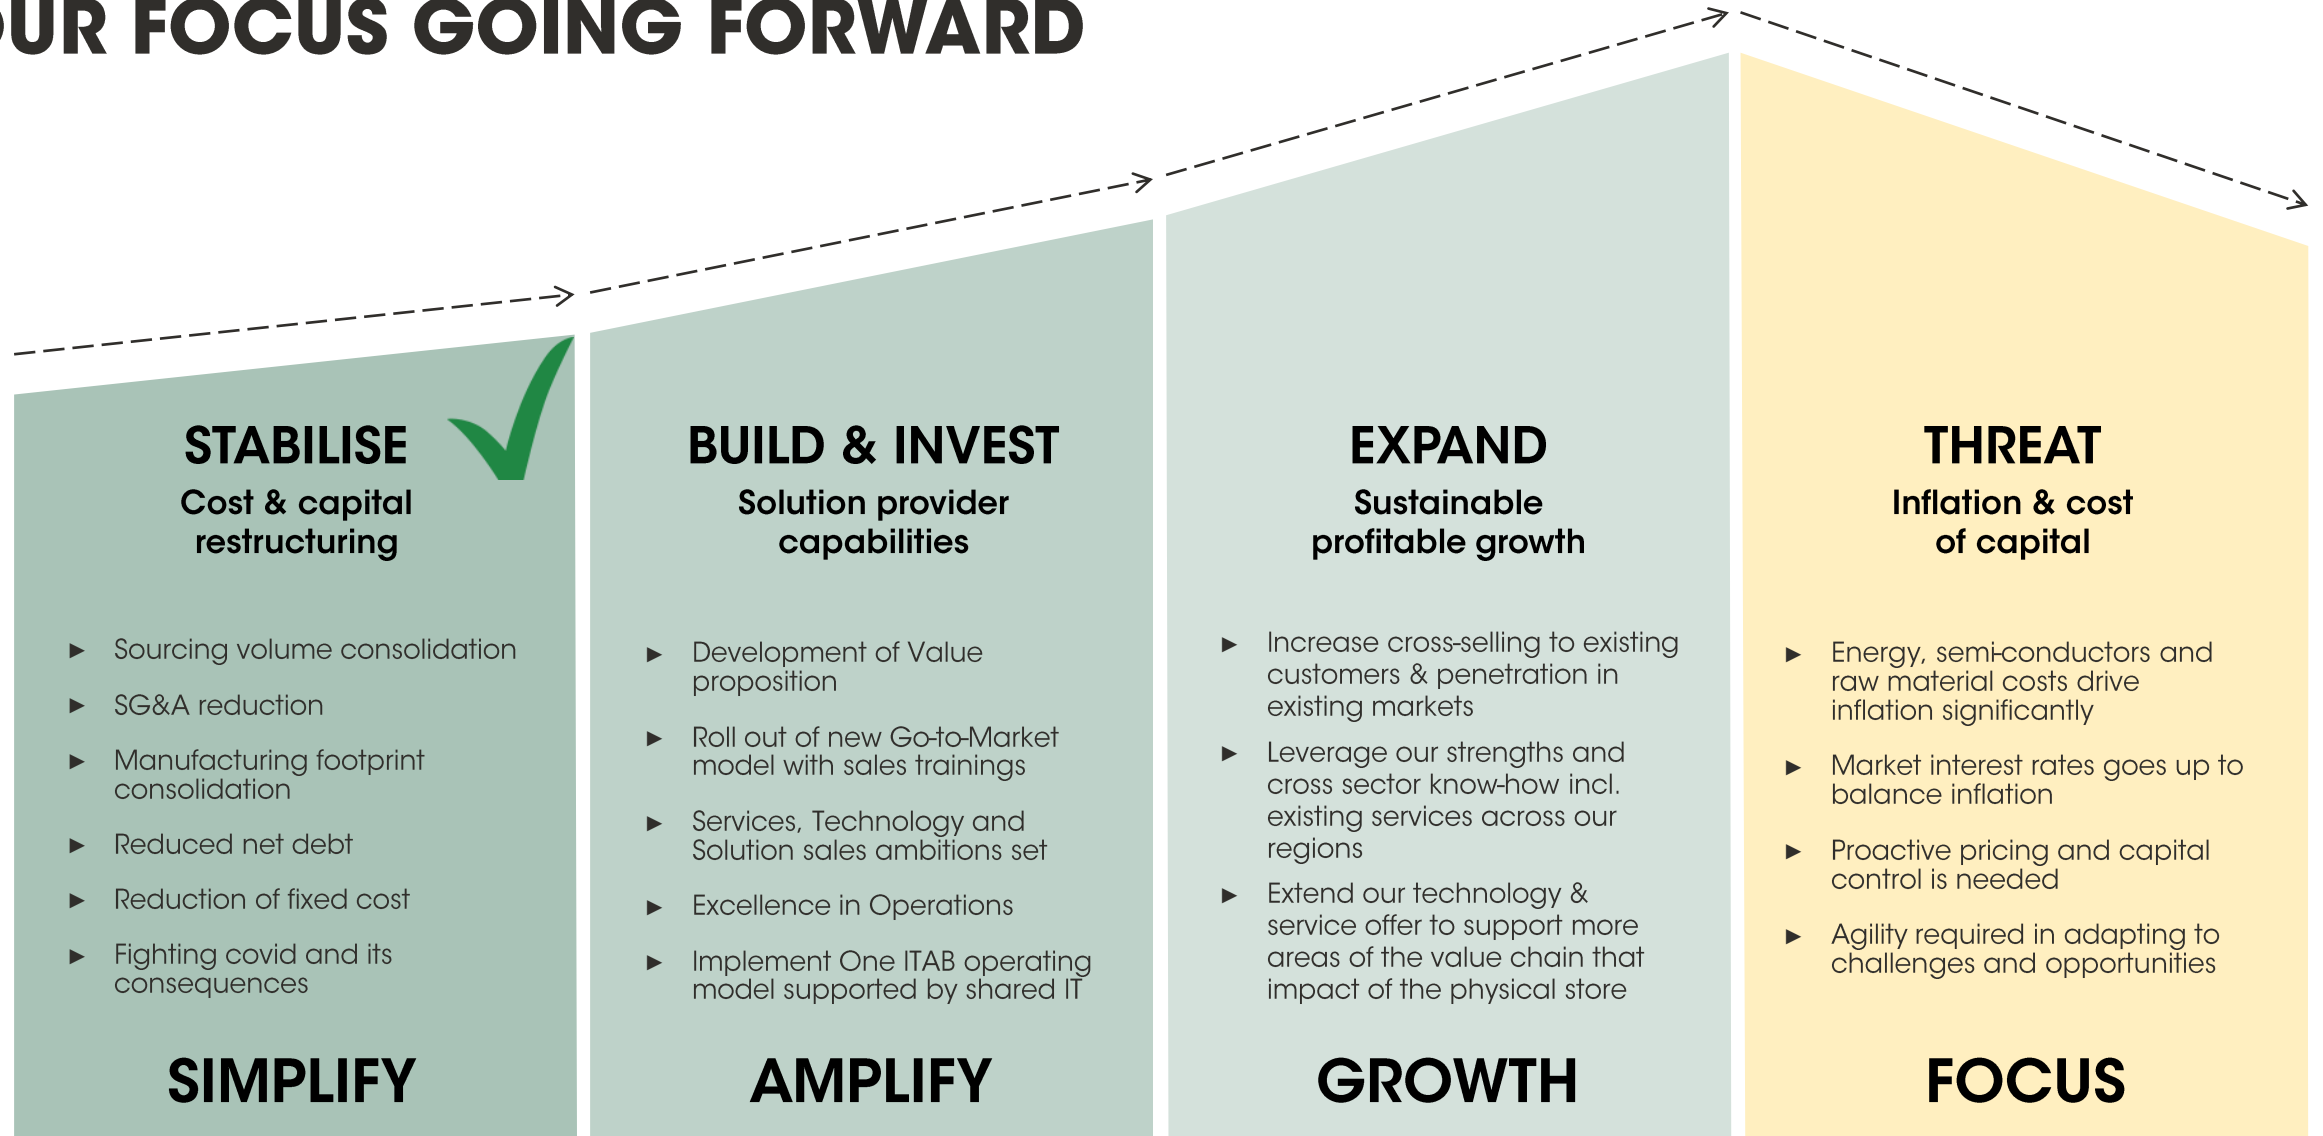 OUR FOCUS GOING FORWARD
STABILISE
Cost & capital
restructuring
► Sourcing volume consolidation
► SG&A reduction
► Manufacturing footprint
consolidation
► Reduced net debt
► Reduction of fixed cost
► Fighting covid and its
consequences
SIMPLIFY
BUILD & INVEST
Solution provider
capabilities
► Development of Value
proposition
► Roll out of new Go-to-Market
model with sales trainings
► Services, Technology and
Solution sales ambitions set
► Excellence in Operations
► Implement One ITAB operating
model supported by shared IT
AMPLIFY
EXPAND
Sustainable
profitable growth
► Increase cross-selling to existing
customers & penetration in
existing markets
► Leverage our strengths and
cross sector know-how incl.
existing services across our
regions
► Extend our technology &
service offer to support more
areas of the value chain that
impact of the physical store
GROWTH
THREAT
Inflation & cost
of capital
► Energy, semi-conductors and
raw material costs drive
inflation significantly
► Market interest rates goes up to
balance inflation
► Proactive pricing and capital
control is needed
► Agility required in adapting to
challenges and opportunities
FOCUS